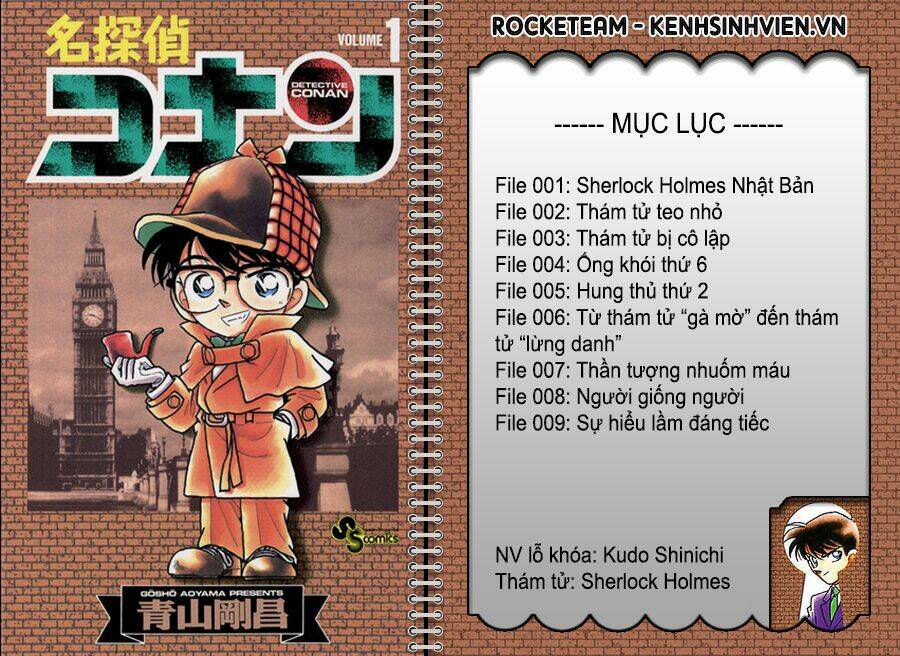 名探偵
コナン
VOLUME 1
DETECTIVE
CONAN
SS comics
GOSHO AOYAMA PRESENTS
青山剛昌
ROCKETEAM - KENHSINHVIEN.VN
------ MỤC LỤC ------
File 001: Sherlock Holmes Nhật Bản
File 002: Thám tử teo nhỏ
File 003: Thám tử bị cô lập
File 004: Ống khói thứ 6
File 005: Hung thủ thứ 2
File 006: Từ thám tử “gà mờ” đến thám
tử “lừng danh”
File 007: Thần tượng nhuốm máu
File 008: Người giống người
File 009: Sự hiểu lầm đáng tiếc
NV lỗ khóa: Kudo Shinichi
Thám tử: Sherlock Holmes